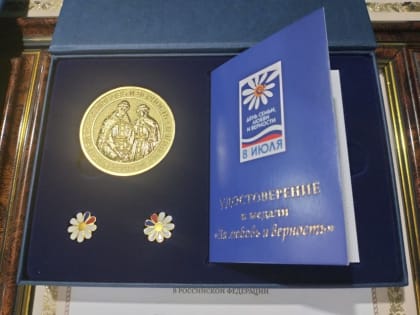 ДЕНЬ СЕМЬИ,
ЛЮБВИ
И ВЕРНОСТИ
8 ИЮЛЯ
УДОСТОВЕРЕНИЕ
к медали
«За любовь и верность»
В РОССИЙСКОЙ ФЕДЕРАЦИИ